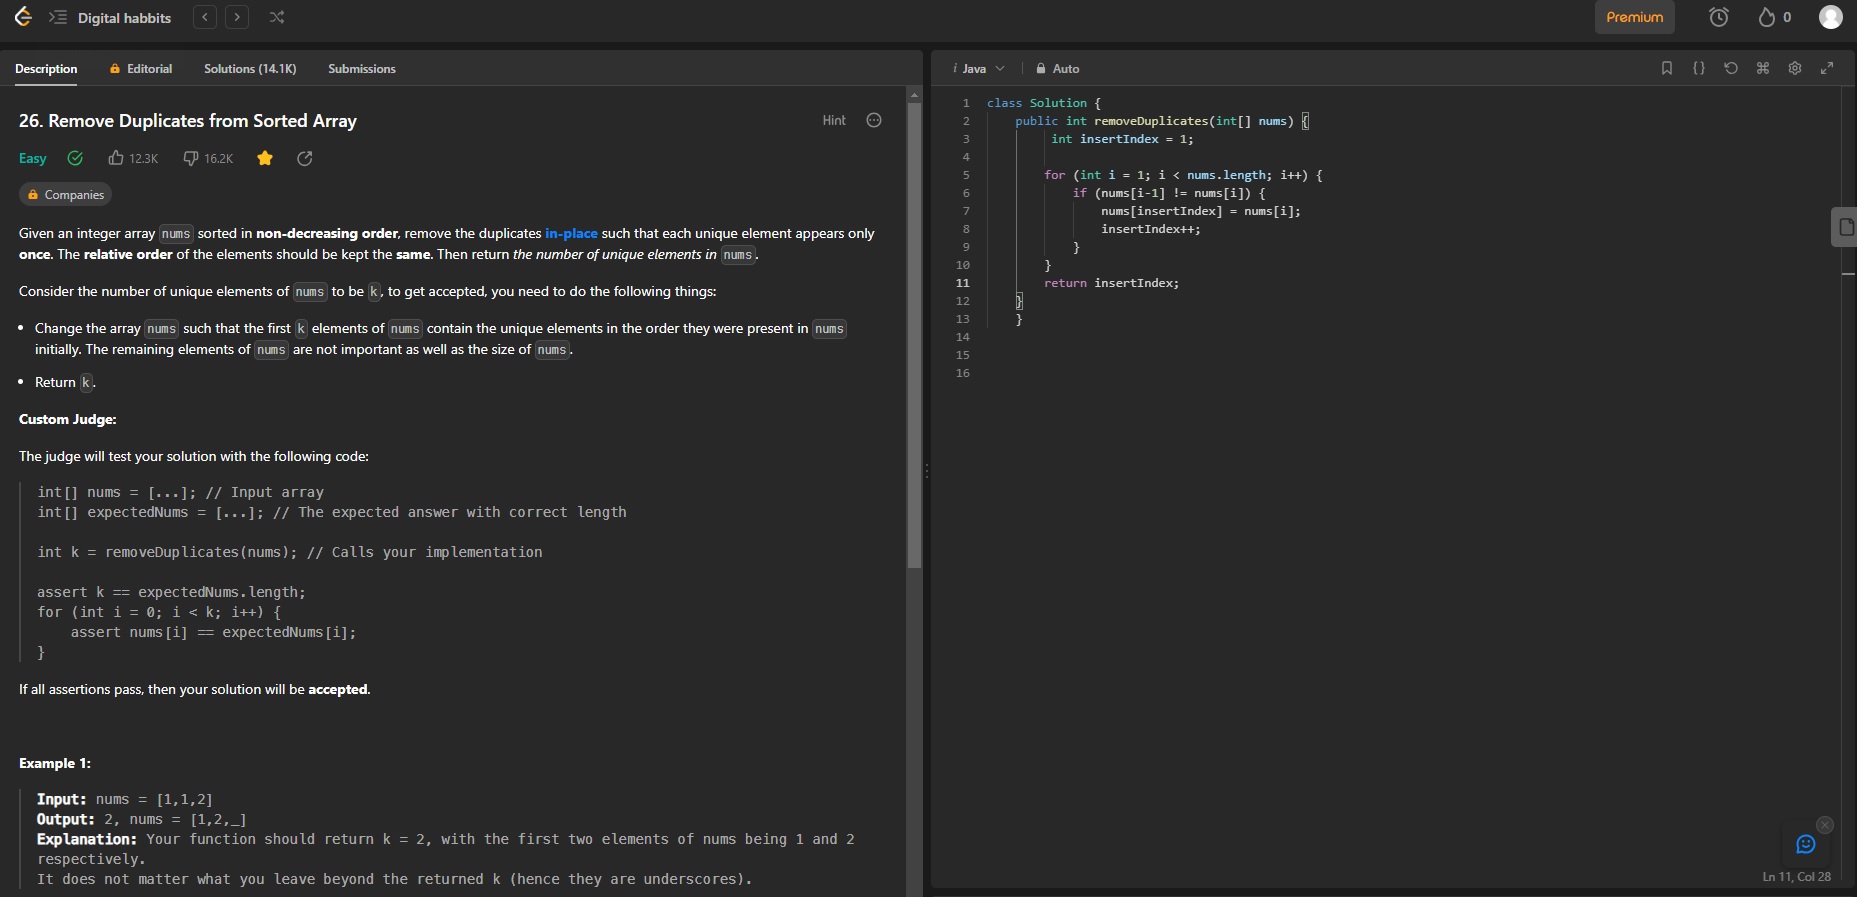 Digital habbits
Premium
0
Description Editorial Solutions (14.1K) Submissions
26. Remove Duplicates from Sorted Array
Hint
Easy 12.3K 16.2K
Companies
Given an integer array nums sorted in non-decreasing order, remove the duplicates in-place such that each unique element appears only
once. The relative order of the elements should be kept the same. Then return the number of unique elements in nums.
Consider the number of unique elements of nums to be k, to get accepted, you need to do the following things:
• Change the array nums such that the first k elements of nums contain the unique elements in the order they were present in nums
initially. The remaining elements of nums are not important as well as the size of nums.
• Return k.
Custom Judge:
The judge will test your solution with the following code:
int[] nums = [...]; // Input array
int[] expectedNums = [...]; // The expected answer with correct length
int k = removeDuplicates(nums); // Calls your implementation
assert k == expectedNums.length;
for (int i = 0; i < k; i++) {
    assert nums[i] == expectedNums[i];
}
If all assertions pass, then your solution will be accepted.
Example 1:
Input: nums = [1,1,2]
Output: 2, nums = [1,2,_]
Explanation: Your function should return k = 2, with the first two elements of nums being 1 and 2
respectively.
It does not matter what you leave beyond the returned k (hence they are underscores).
i Java Auto
1 class Solution {
2     public int removeDuplicates(int[] nums) {
3          int insertIndex = 1;
4
5         for (int i = 1; i < nums.length; i++) {
6             if (nums[i-1] != nums[i]) {
7                 nums[insertIndex] = nums[i];
8                 insertIndex++;
9             }
10         }
11         return insertIndex;
12     }
13     }
14
15
16
Ln 11, Col 28